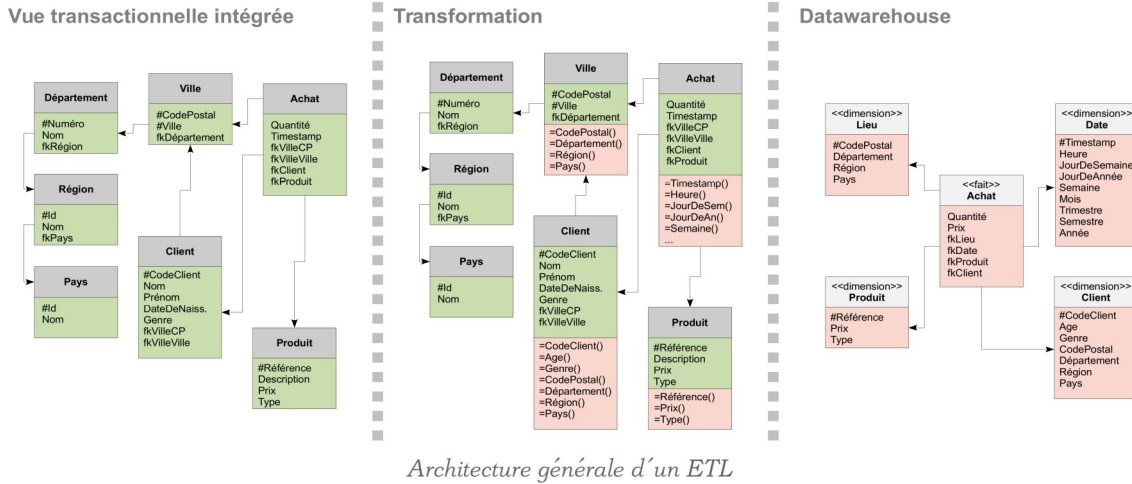 Vue transactionnelle intégrée
Département
#Numéro
Nom
fkRégion
Ville
#CodePostal
#Ville
fkDépartement
Achat
Quantité
Timestamp
fkVilleCP
fkVilleVille
fkClient
fkProduit
Région
#Id
Nom
fkPays
Client
#CodeClient
Nom
Prénom
DateDeNaiss.
Genre
fkVilleCP
fkVilleVille
Pays
#Id
Nom
Produit
#Référence
Description
Prix
Type
Transformation
Département
#Numéro
Nom
fkRégion
Ville
#CodePostal
#Ville
fkDépartement
=CodePostal()
=Département()
=Région()
=Pays()
Achat
Quantité
Timestamp
fkVilleCP
fkVilleVille
fkClient
fkProduit
=Timestamp()
=Heure()
=JourDeSem()
=JourDeAn()
=Semaine()
...
Région
#Id
Nom
fkPays
Client
#CodeClient
Nom
Prénom
DateDeNaiss.
Genre
fkVilleCP
fkVilleVille
=CodeClient()
=Age()
=Genre()
=CodePostal()
=Département()
=Région()
=Pays()
Pays
#Id
Nom
Produit
#Référence
Description
Prix
Type
=Référence()
=Prix()
=Type()
Datawarehouse
<<dimension>>
Lieu
#CodePostal
Département
Région
Pays
<<dimension>>
Date
#Timestamp
Heure
JourDeSemaine
JourDeAnnée
Semaine
Mois
Trimestre
Semestre
Année
<<fait>>
Achat
Quantité
Prix
fkLieu
fkDate
fkProduit
fkClient
<<dimension>>
Produit
#Référence
Prix
Type
<<dimension>>
Client
#CodeClient
Age
Genre
CodePostal
Département
Région
Pays
Architecture générale d´un ETL